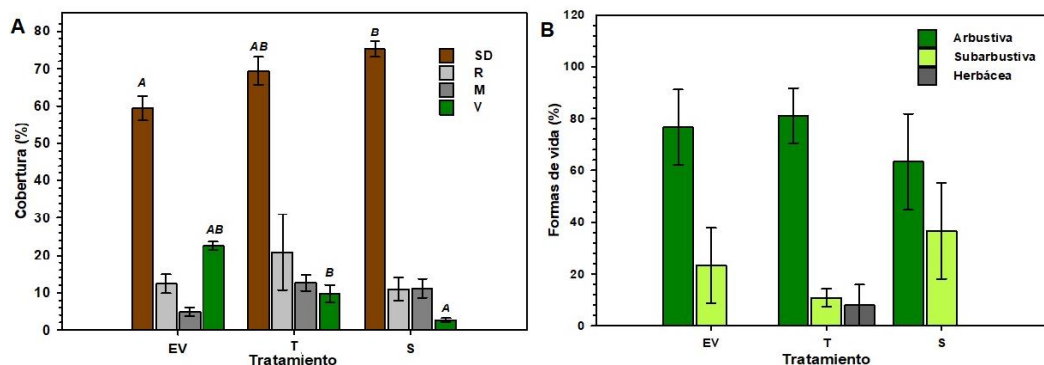 A
Cobertura (%)
80
70
60
50
40
30
20
10
0
A
AB
AB
B
B
A
SD
R
M
V
EV
T
S
Tratamiento
B
Formas de vida (%)
120
100
80
60
40
20
0
Arbustiva
Subarbustiva
Herbácea
EV
T
S
Tratamiento